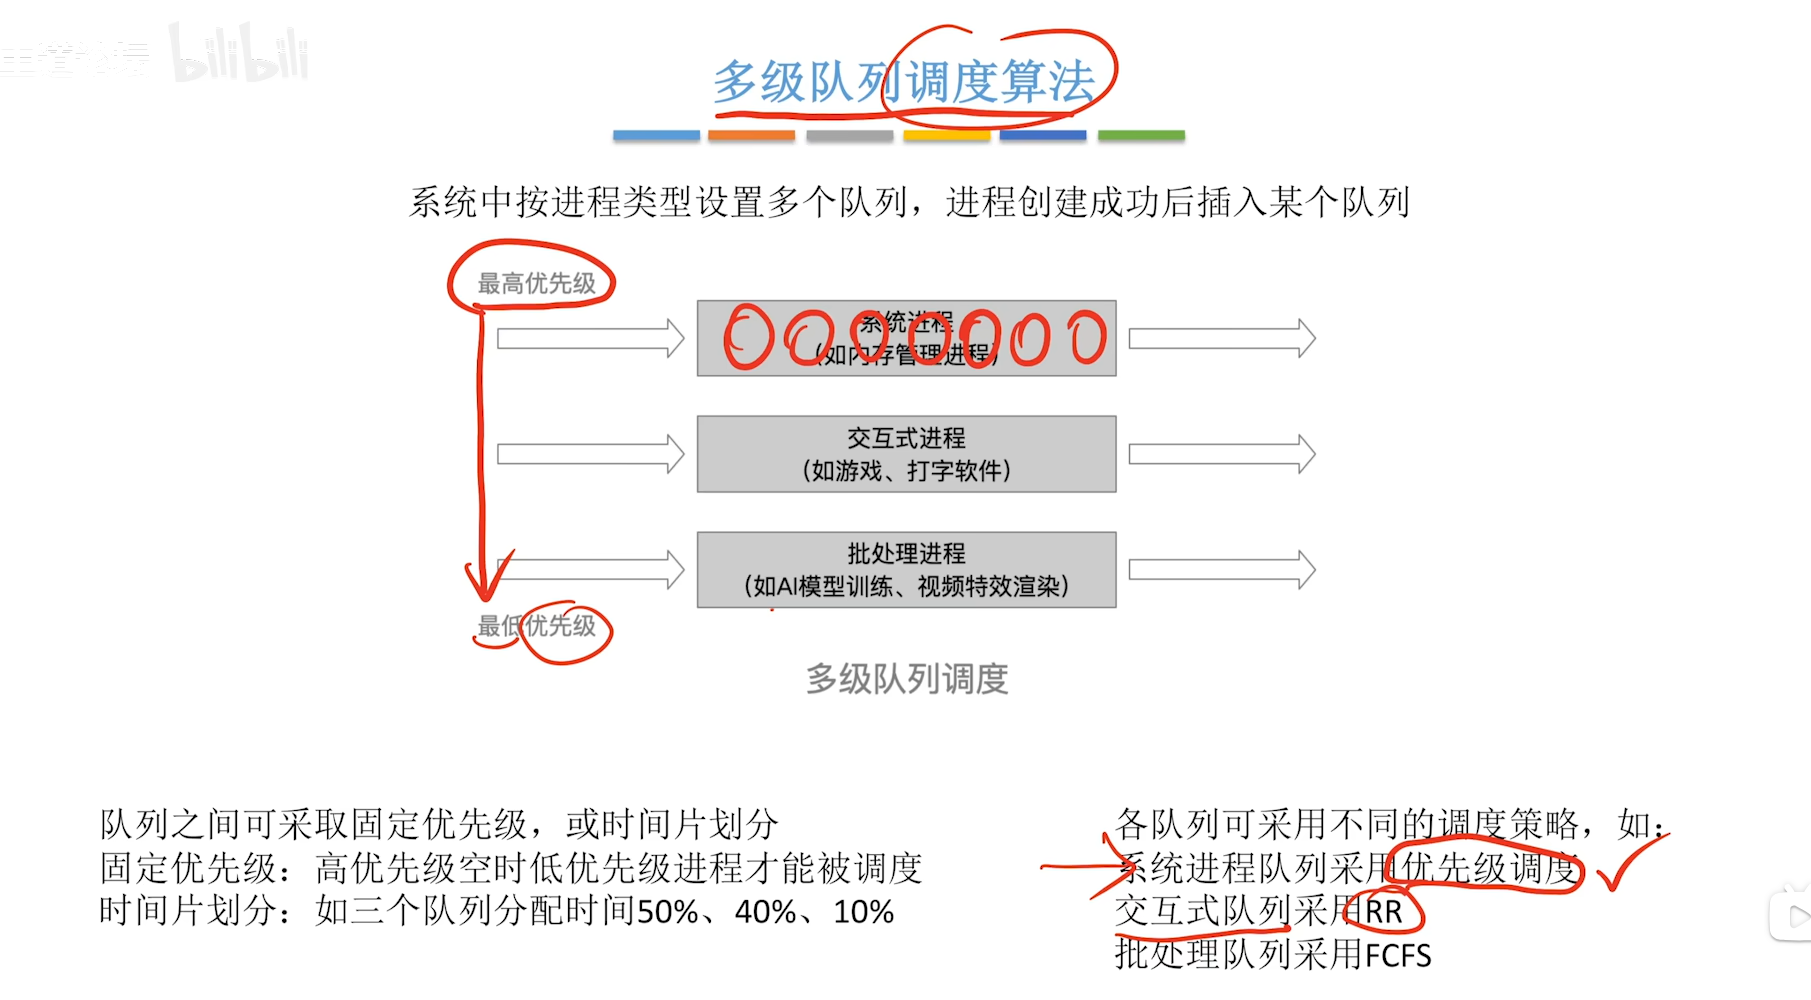 bilibili
多级队列调度算法
系统中按进程类型设置多个队列，进程创建成功后插入某个队列
最高优先级
系统进程
（如内存管理进程）
交互式进程
（如游戏、打字软件）
批处理进程
（如AI模型训练、视频特效渲染）
最低优先级
多级队列调度
队列之间可采取固定优先级，或时间片划分
固定优先级：高优先级空时低优先级进程才能被调度
时间片划分：如三个队列分配时间50%、40%、10%
各队列可采用不同的调度策略，如：
系统进程队列采用优先级调度
交互式队列采用RR
批处理队列采用FCFS